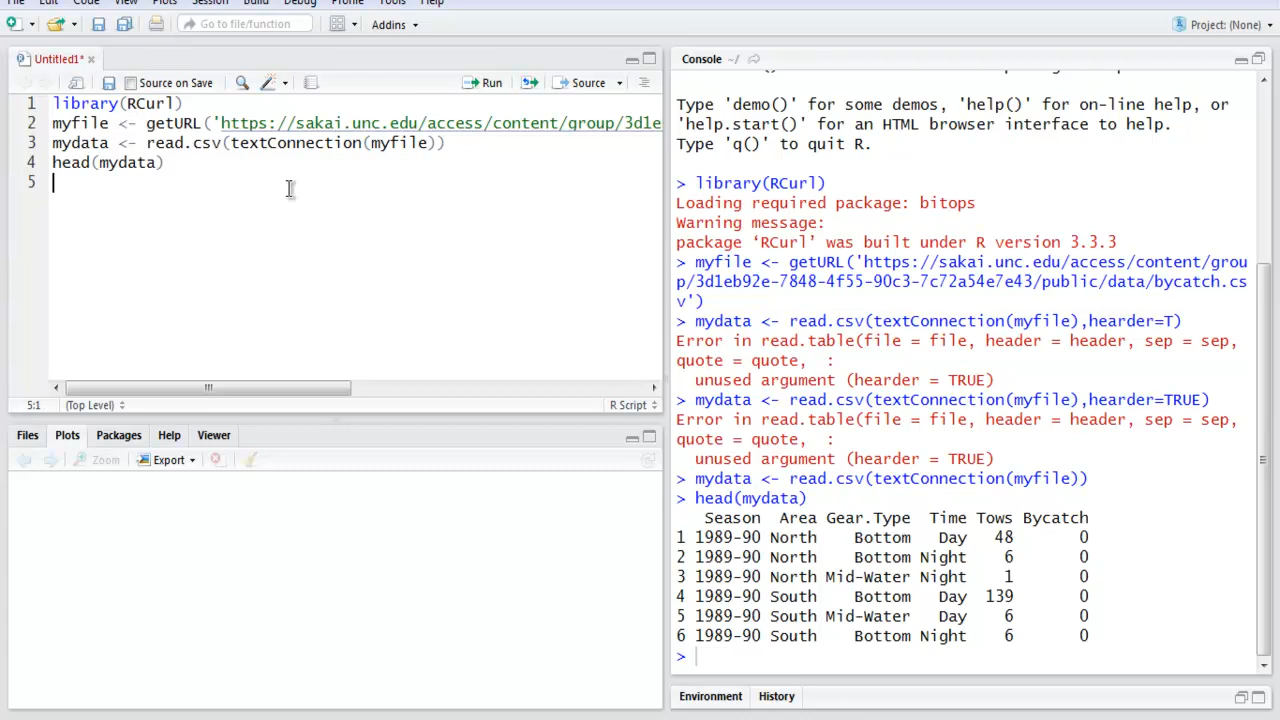 File Edit Code View Plots Session Build Debug Profile Tools Help
Go to file/function Addins Project: (None)
Untitled1*
Source on Save Run Source
1 library(RCurl)
2 myfile <- getURL('https://sakai.unc.edu/access/content/group/3d1e
3 mydata <- read.csv(textConnection(myfile))
4 head(mydata)
5
5:1 (Top Level) R Script
Files Plots Packages Help Viewer
Zoom Export
Console ~/
Type 'demo()' for some demos, 'help()' for on-line help, or
'help.start()' for an HTML browser interface to help.
Type 'q()' to quit R.
> library(RCurl)
Loading required package: bitops
Warning message:
package ‘RCurl’ was built under R version 3.3.3
> myfile <- getURL('https://sakai.unc.edu/access/content/grou
p/3d1eb92e-7848-4f55-90c3-7c72a54e7e43/public/data/bycatch.cs
v')
> mydata <- read.csv(textConnection(myfile),hearder=T)
Error in read.table(file = file, header = header, sep = sep,
quote = quote,  :
unused argument (hearder = TRUE)
> mydata <- read.csv(textConnection(myfile),hearder=TRUE)
Error in read.table(file = file, header = header, sep = sep,
quote = quote,  :
unused argument (hearder = TRUE)
> mydata <- read.csv(textConnection(myfile))
> head(mydata)
Season Area Gear.Type Time Tows Bycatch
1 1989-90 North Bottom Day 48 0
2 1989-90 North Bottom Night 6 0
3 1989-90 North Mid-Water Night 1 0
4 1989-90 South Bottom Day 139 0
5 1989-90 South Mid-Water Day 6 0
6 1989-90 South Bottom Night 6 0
>
Environment History